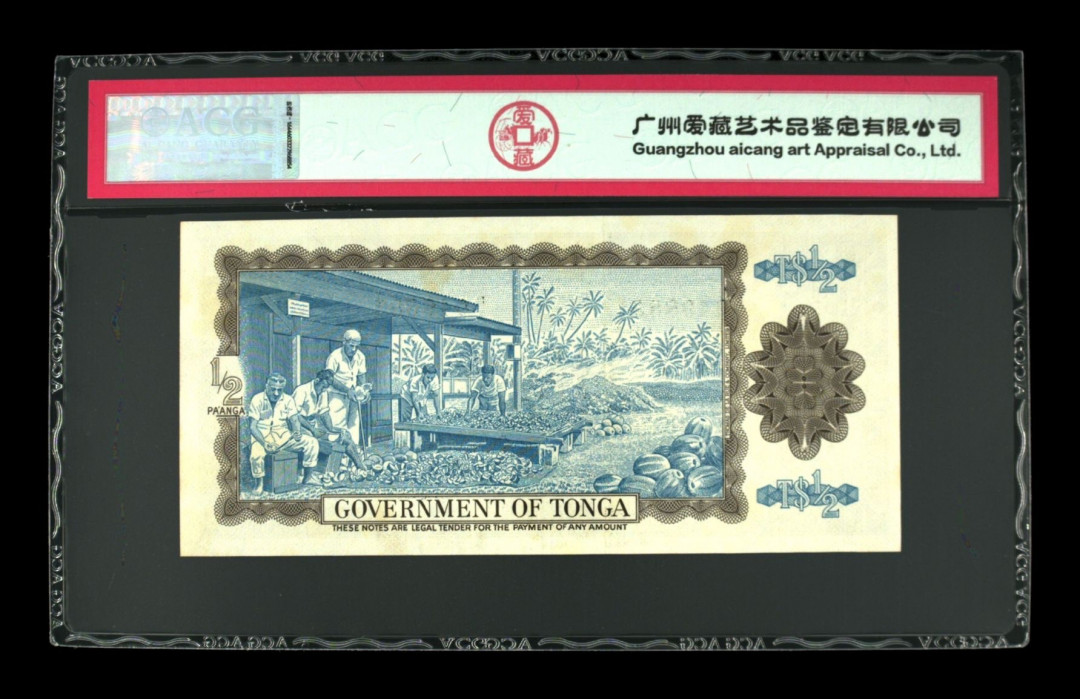 ACG
爱藏
广州爱藏艺术品鉴定有限公司
Guangzhou aicang art Appraisal Co., Ltd.
T$½
½
PA'ANGA
T$½
GOVERNMENT OF TONGA
THESE NOTES ARE LEGAL TENDER FOR THE PAYMENT OF ANY AMOUNT